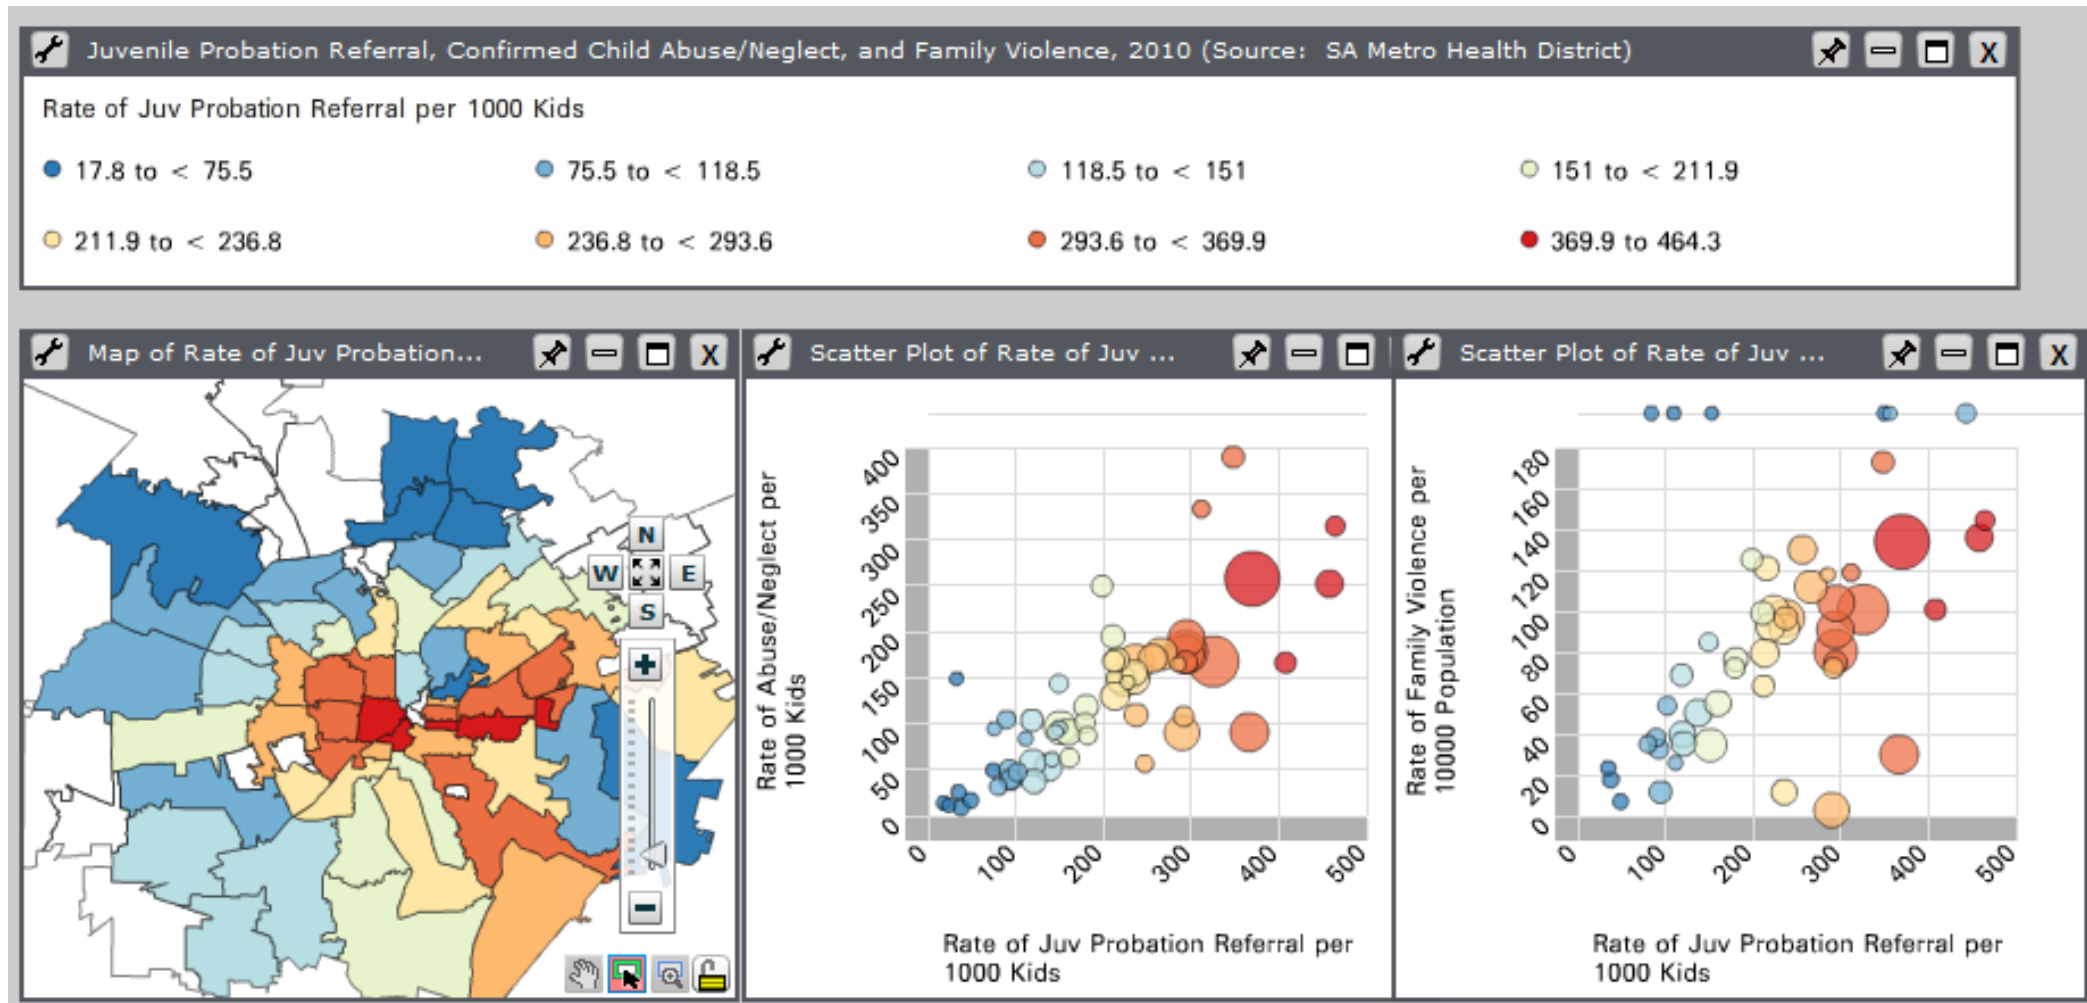 Juvenile Probation Referral, Confirmed Child Abuse/Neglect, and Family Violence, 2010 (Source: SA Metro Health District)
X
Rate of Juv Probation Referral per 1000 Kids
17.8 to < 75.5
75.5 to < 118.5
118.5 to < 151
151 to < 211.9
211.9 to < 236.8
236.8 to < 293.6
293.6 to < 369.9
369.9 to 464.3
Map of Rate of Juv Probation...
X
N
W
E
S
Scatter Plot of Rate of Juv ...
Rate of Abuse/Neglect per
1000 Kids
400
350
300
250
200
150
100
50
0
0
100
200
300
400
500
Rate of Juv Probation Referral per
1000 Kids
Scatter Plot of Rate of Juv ...
X
Rate of Family Violence per
10000 Population
180
160
140
120
100
80
60
40
20
0
0
100
200
300
400
500
Rate of Juv Probation Referral per
1000 Kids